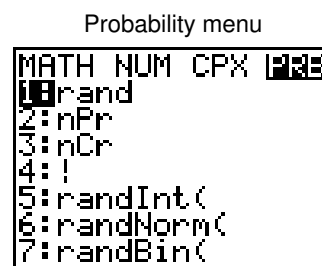 Probability menu
MATH NUM CPX PRB
1:rand
2:nPr
3:nCr
4:!
5:randInt(
6:randNorm(
7:randBin(